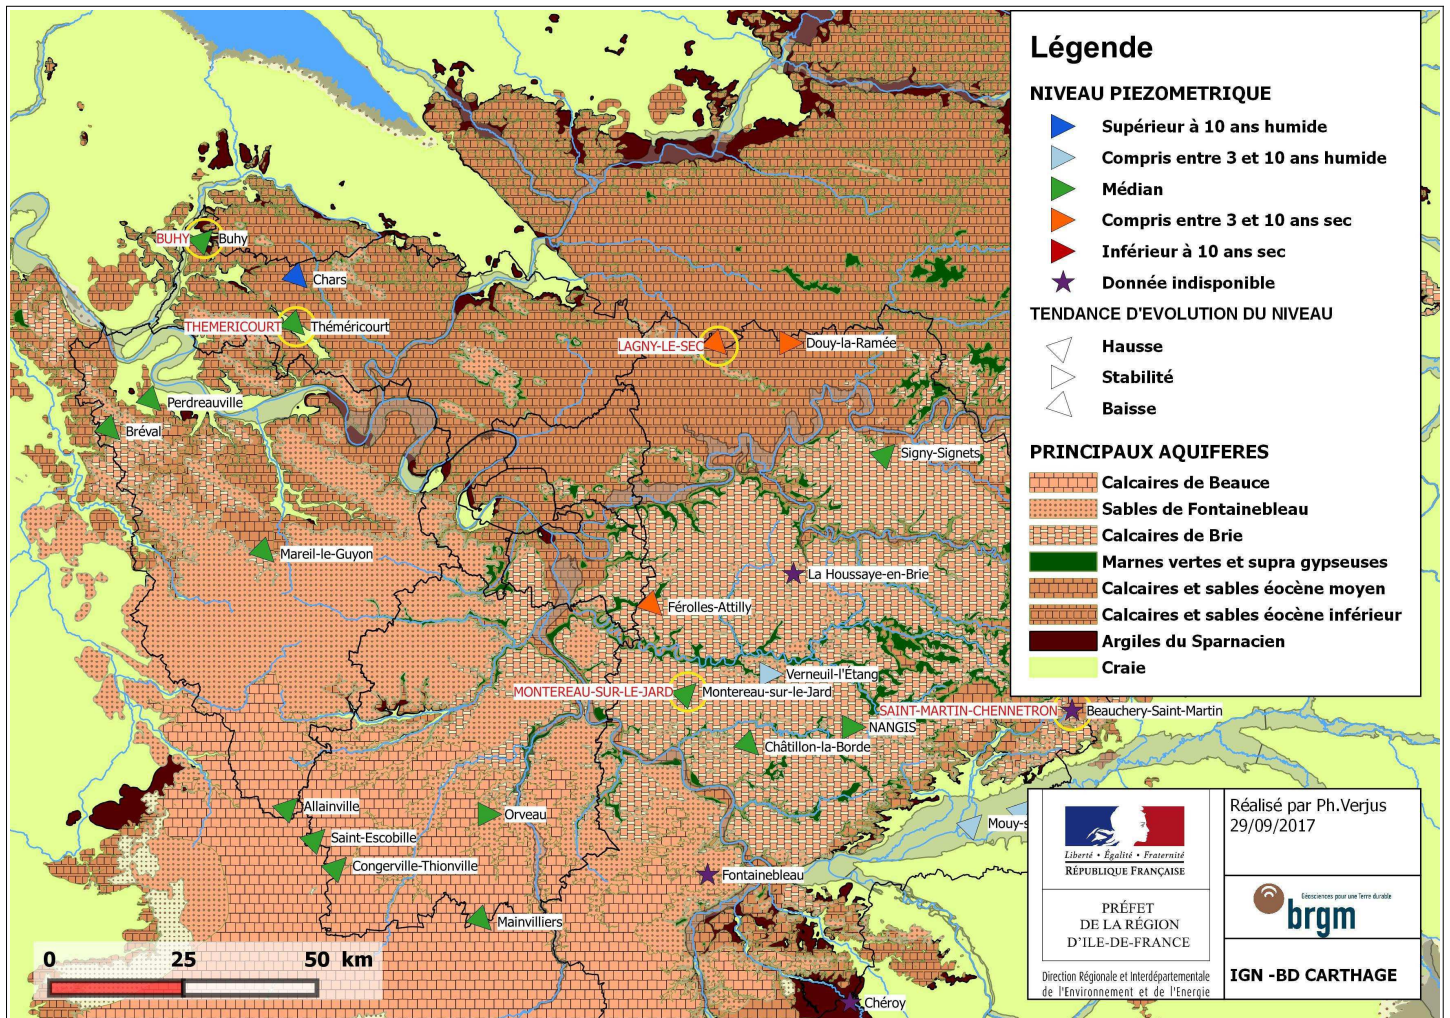 Légende
NIVEAU PIEZOMETRIQUE
Supérieur à 10 ans humide
Compris entre 3 et 10 ans humide
Médian
Compris entre 3 et 10 ans sec
Inférieur à 10 ans sec
Donnée indisponible
TENDANCE D'EVOLUTION DU NIVEAU
Hausse
Stabilité
Baisse
PRINCIPAUX AQUIFERES
Calcaires de Beauce
Sables de Fontainebleau
Calcaires de Brie
Marnes vertes et supra gypseuses
Calcaires et sables éocène moyen
Calcaires et sables éocène inférieur
Argiles du Sparnacien
Craie
BUHY Buhy
Chars
THEMERICOURT Théméricourt
LAGNY-LE-SEC
Douy-la-Ramée
Perdreauville
Bréval
Signy-Signets
Mareil-le-Guyon
La Houssaye-en-Brie
Férolles-Attilly
Verneuil-l'Étang
MONTEREAU-SUR-LE-JARD Montereau-sur-le-Jard
SAINT-MARTIN-CHENNETRON Beauchery-Saint-Martin
NANGIS
Châtillon-la-Borde
Allainville
Orveau
Saint-Escobille
Mouy-s
Congerville-Thionville
Fontainebleau
Mainvilliers
Chéroy
0 25 50 km
Liberté • Égalité • Fraternité
RÉPUBLIQUE FRANÇAISE
PRÉFET
DE LA RÉGION
D'ILE-DE-FRANCE
Direction Régionale et Interdépartementale
de l'Environnement et de l'Energie
Réalisé par Ph.Verjus
29/09/2017
Géosciences pour une Terre durable
brgm
IGN -BD CARTHAGE